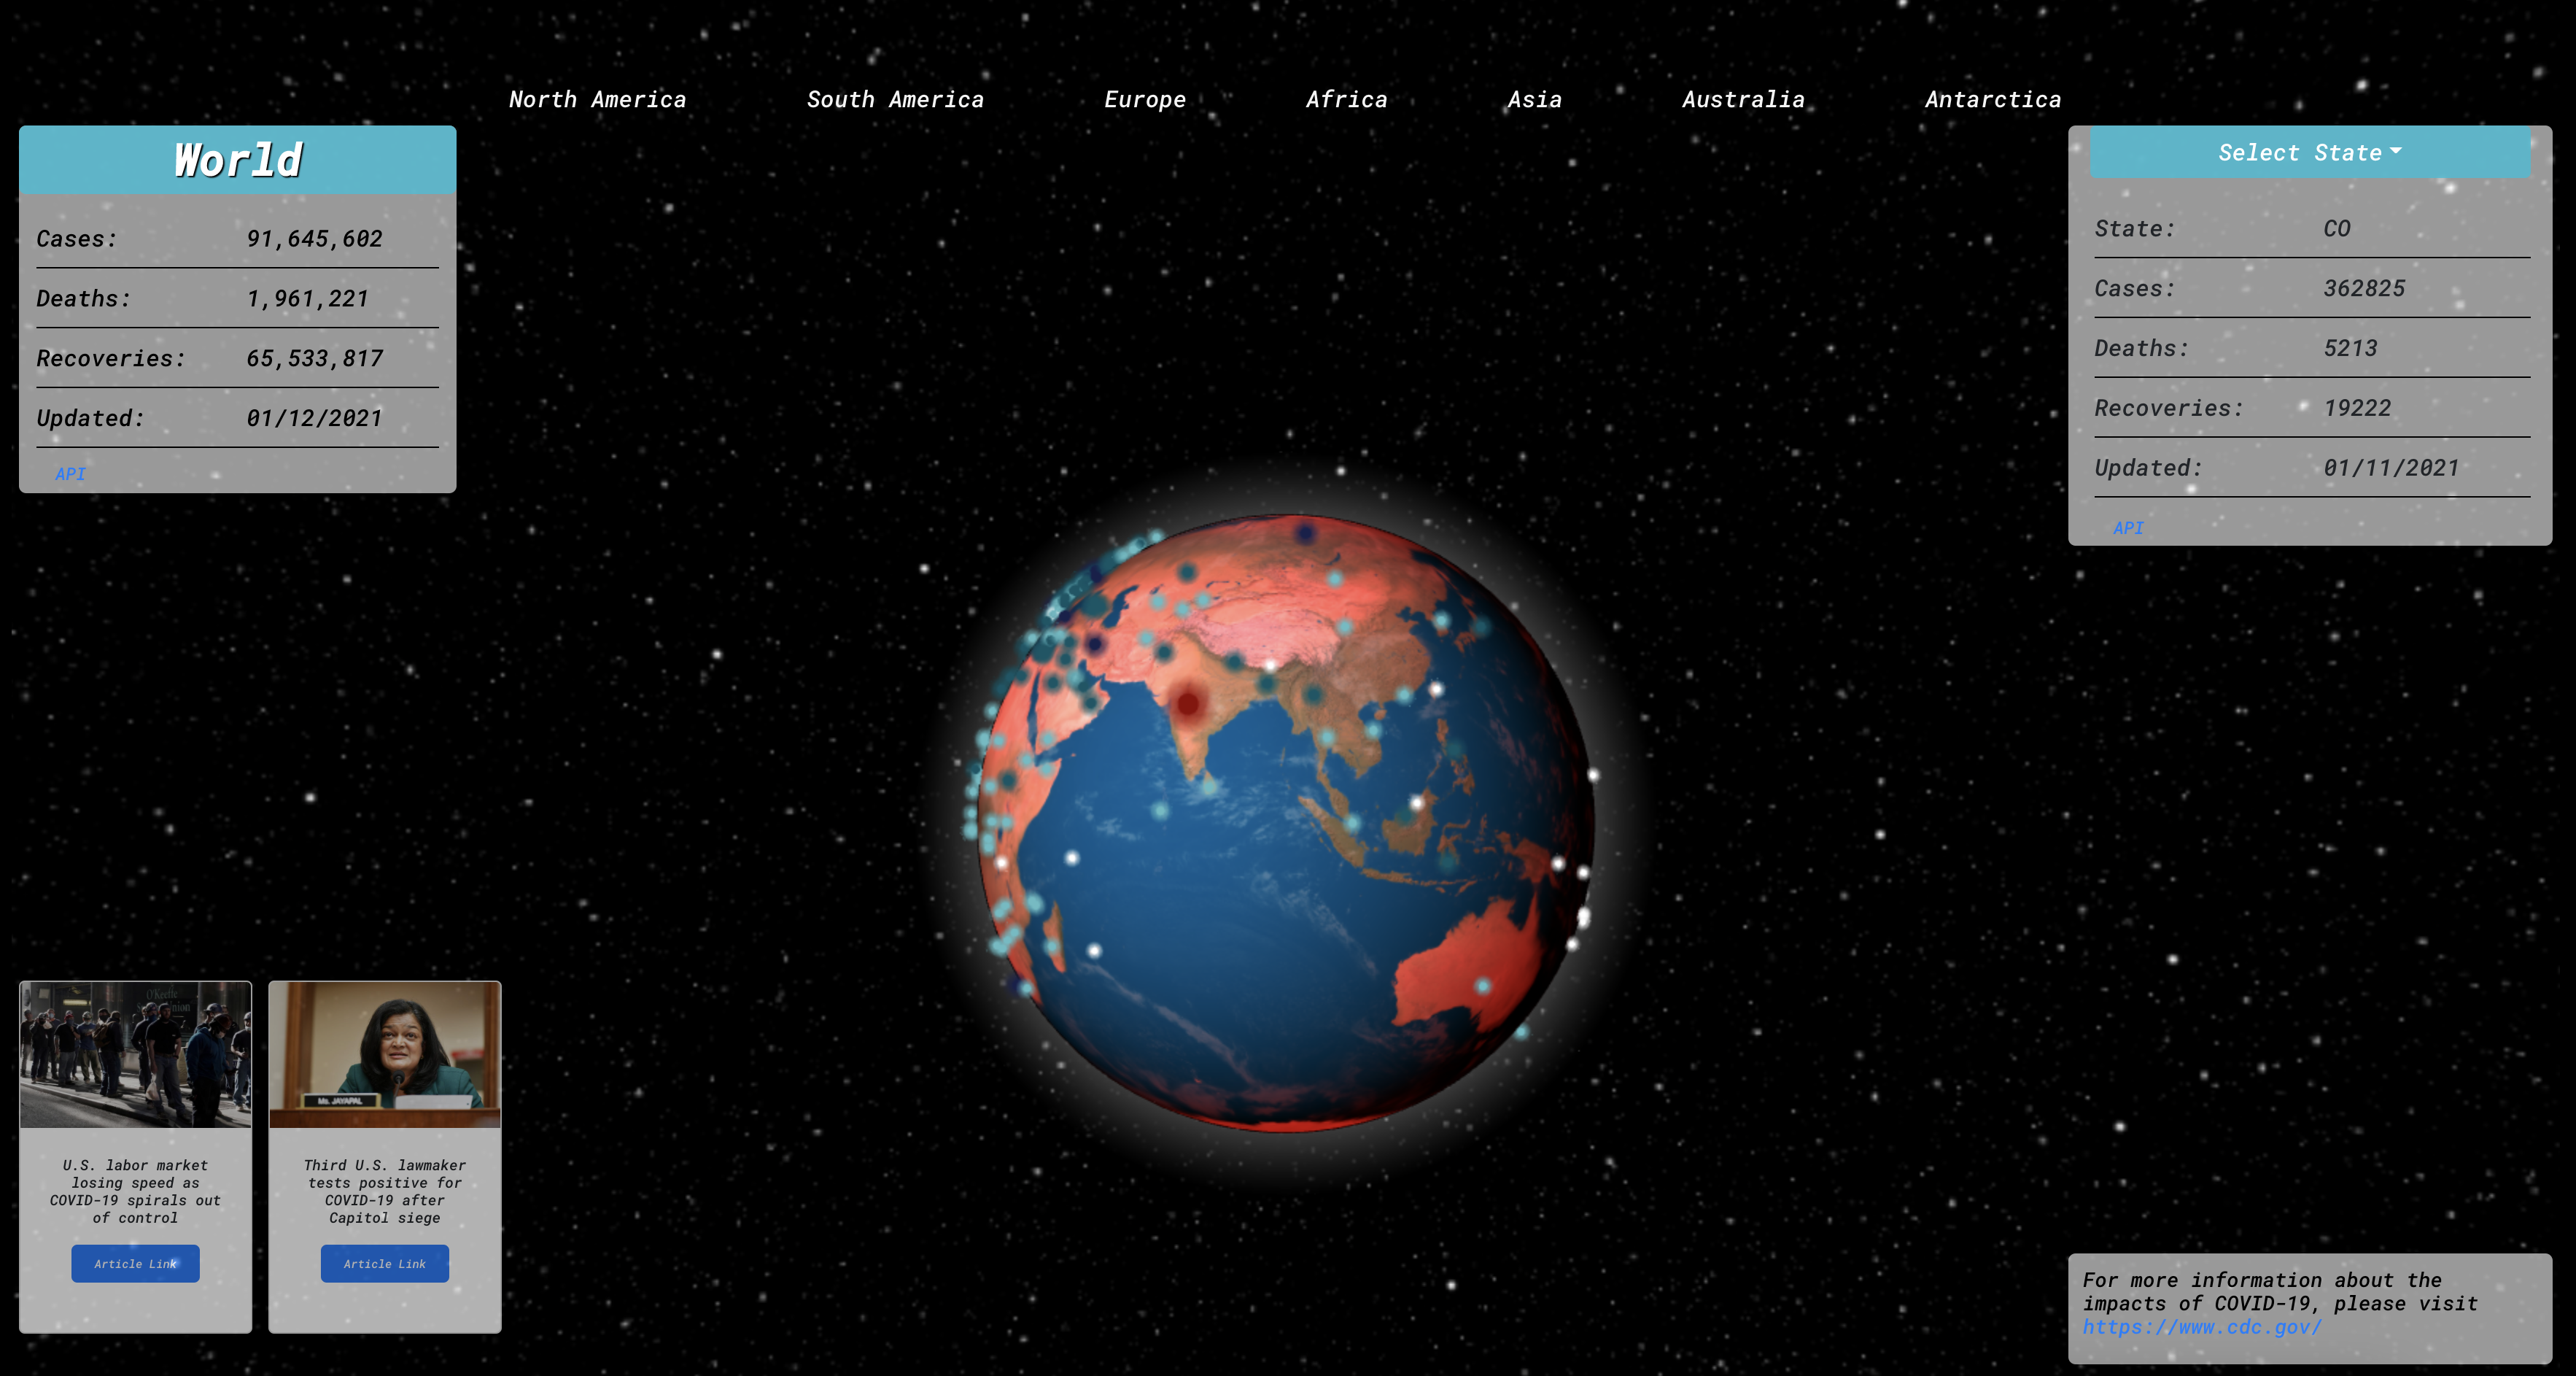 North America South America Europe Africa Asia Australia Antarctica
World
Cases: 91,645,602
Deaths: 1,961,221
Recoveries: 65,533,817
Updated: 01/12/2021
API
Select State
State: CO
Cases: 362825
Deaths: 5213
Recoveries: 19222
Updated: 01/11/2021
API
O'Keefe
Ms. JAYAPAL
U.S. labor market
losing speed as
COVID-19 spirals out
of control
Article Link
Third U.S. lawmaker
tests positive for
COVID-19 after
Capitol siege
Article Link
For more information about the
impacts of COVID-19, please visit
https://www.cdc.gov/